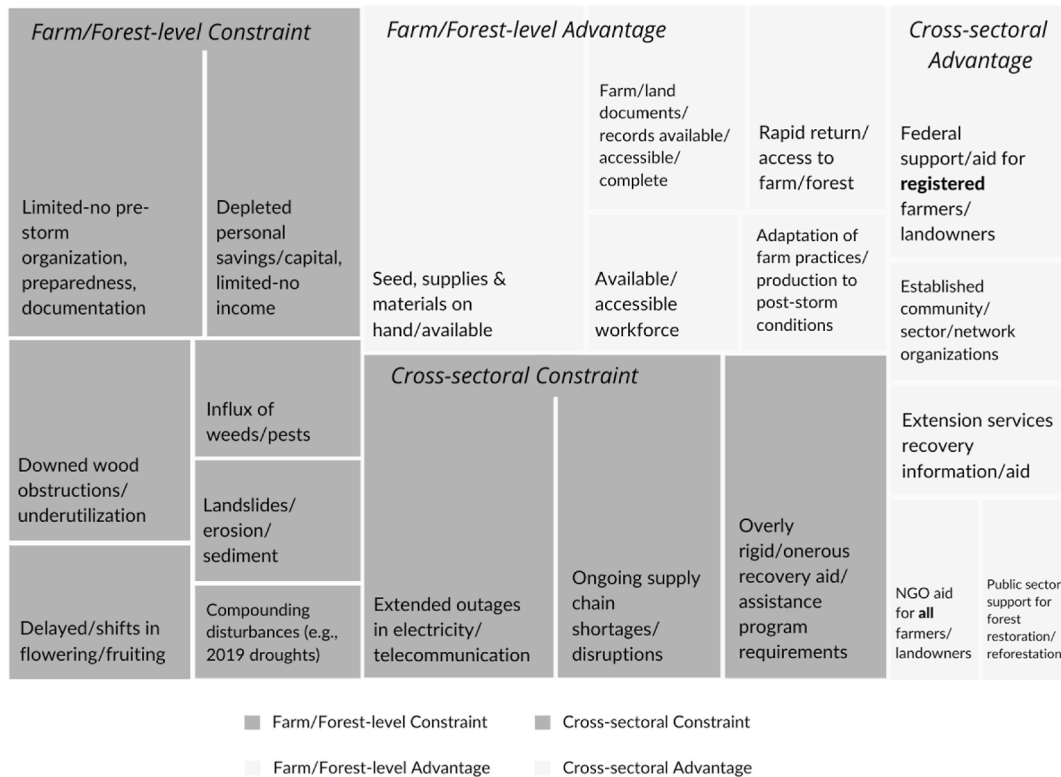 Farm/Forest-level Constraint
Limited-no pre-
storm
organization,
preparedness,
documentation
Depleted
personal
savings/capital,
limited-no
income
Downed wood
obstructions/
underutilization
Influx of
weeds/pests
Landslides/
erosion/
sediment
Delayed/shifts in
flowering/fruiting
Compounding
disturbances (e.g.,
2019 droughts)
Farm/Forest-level Advantage
Seed, supplies &
materials on
hand/available
Farm/land
documents/
records available/
accessible/
complete
Rapid return/
access to
farm/forest
Available/
accessible
workforce
Adaptation of
farm practices/
production to
post-storm
conditions
Cross-sectoral Constraint
Extended outages
in electricity/
telecommunication
Ongoing supply
chain
shortages/
disruptions
Overly
rigid/onerous
recovery aid/
assistance
program
requirements
Cross-sectoral
Advantage
Federal
support/aid for
registered
farmers/
landowners
Established
community/
sector/network
organizations
Extension services
recovery
information/aid
NGO aid
for all
farmers/
landowners
Public sector
support for
forest
restoration/
reforestation
Farm/Forest-level Constraint
Cross-sectoral Constraint
Farm/Forest-level Advantage
Cross-sectoral Advantage